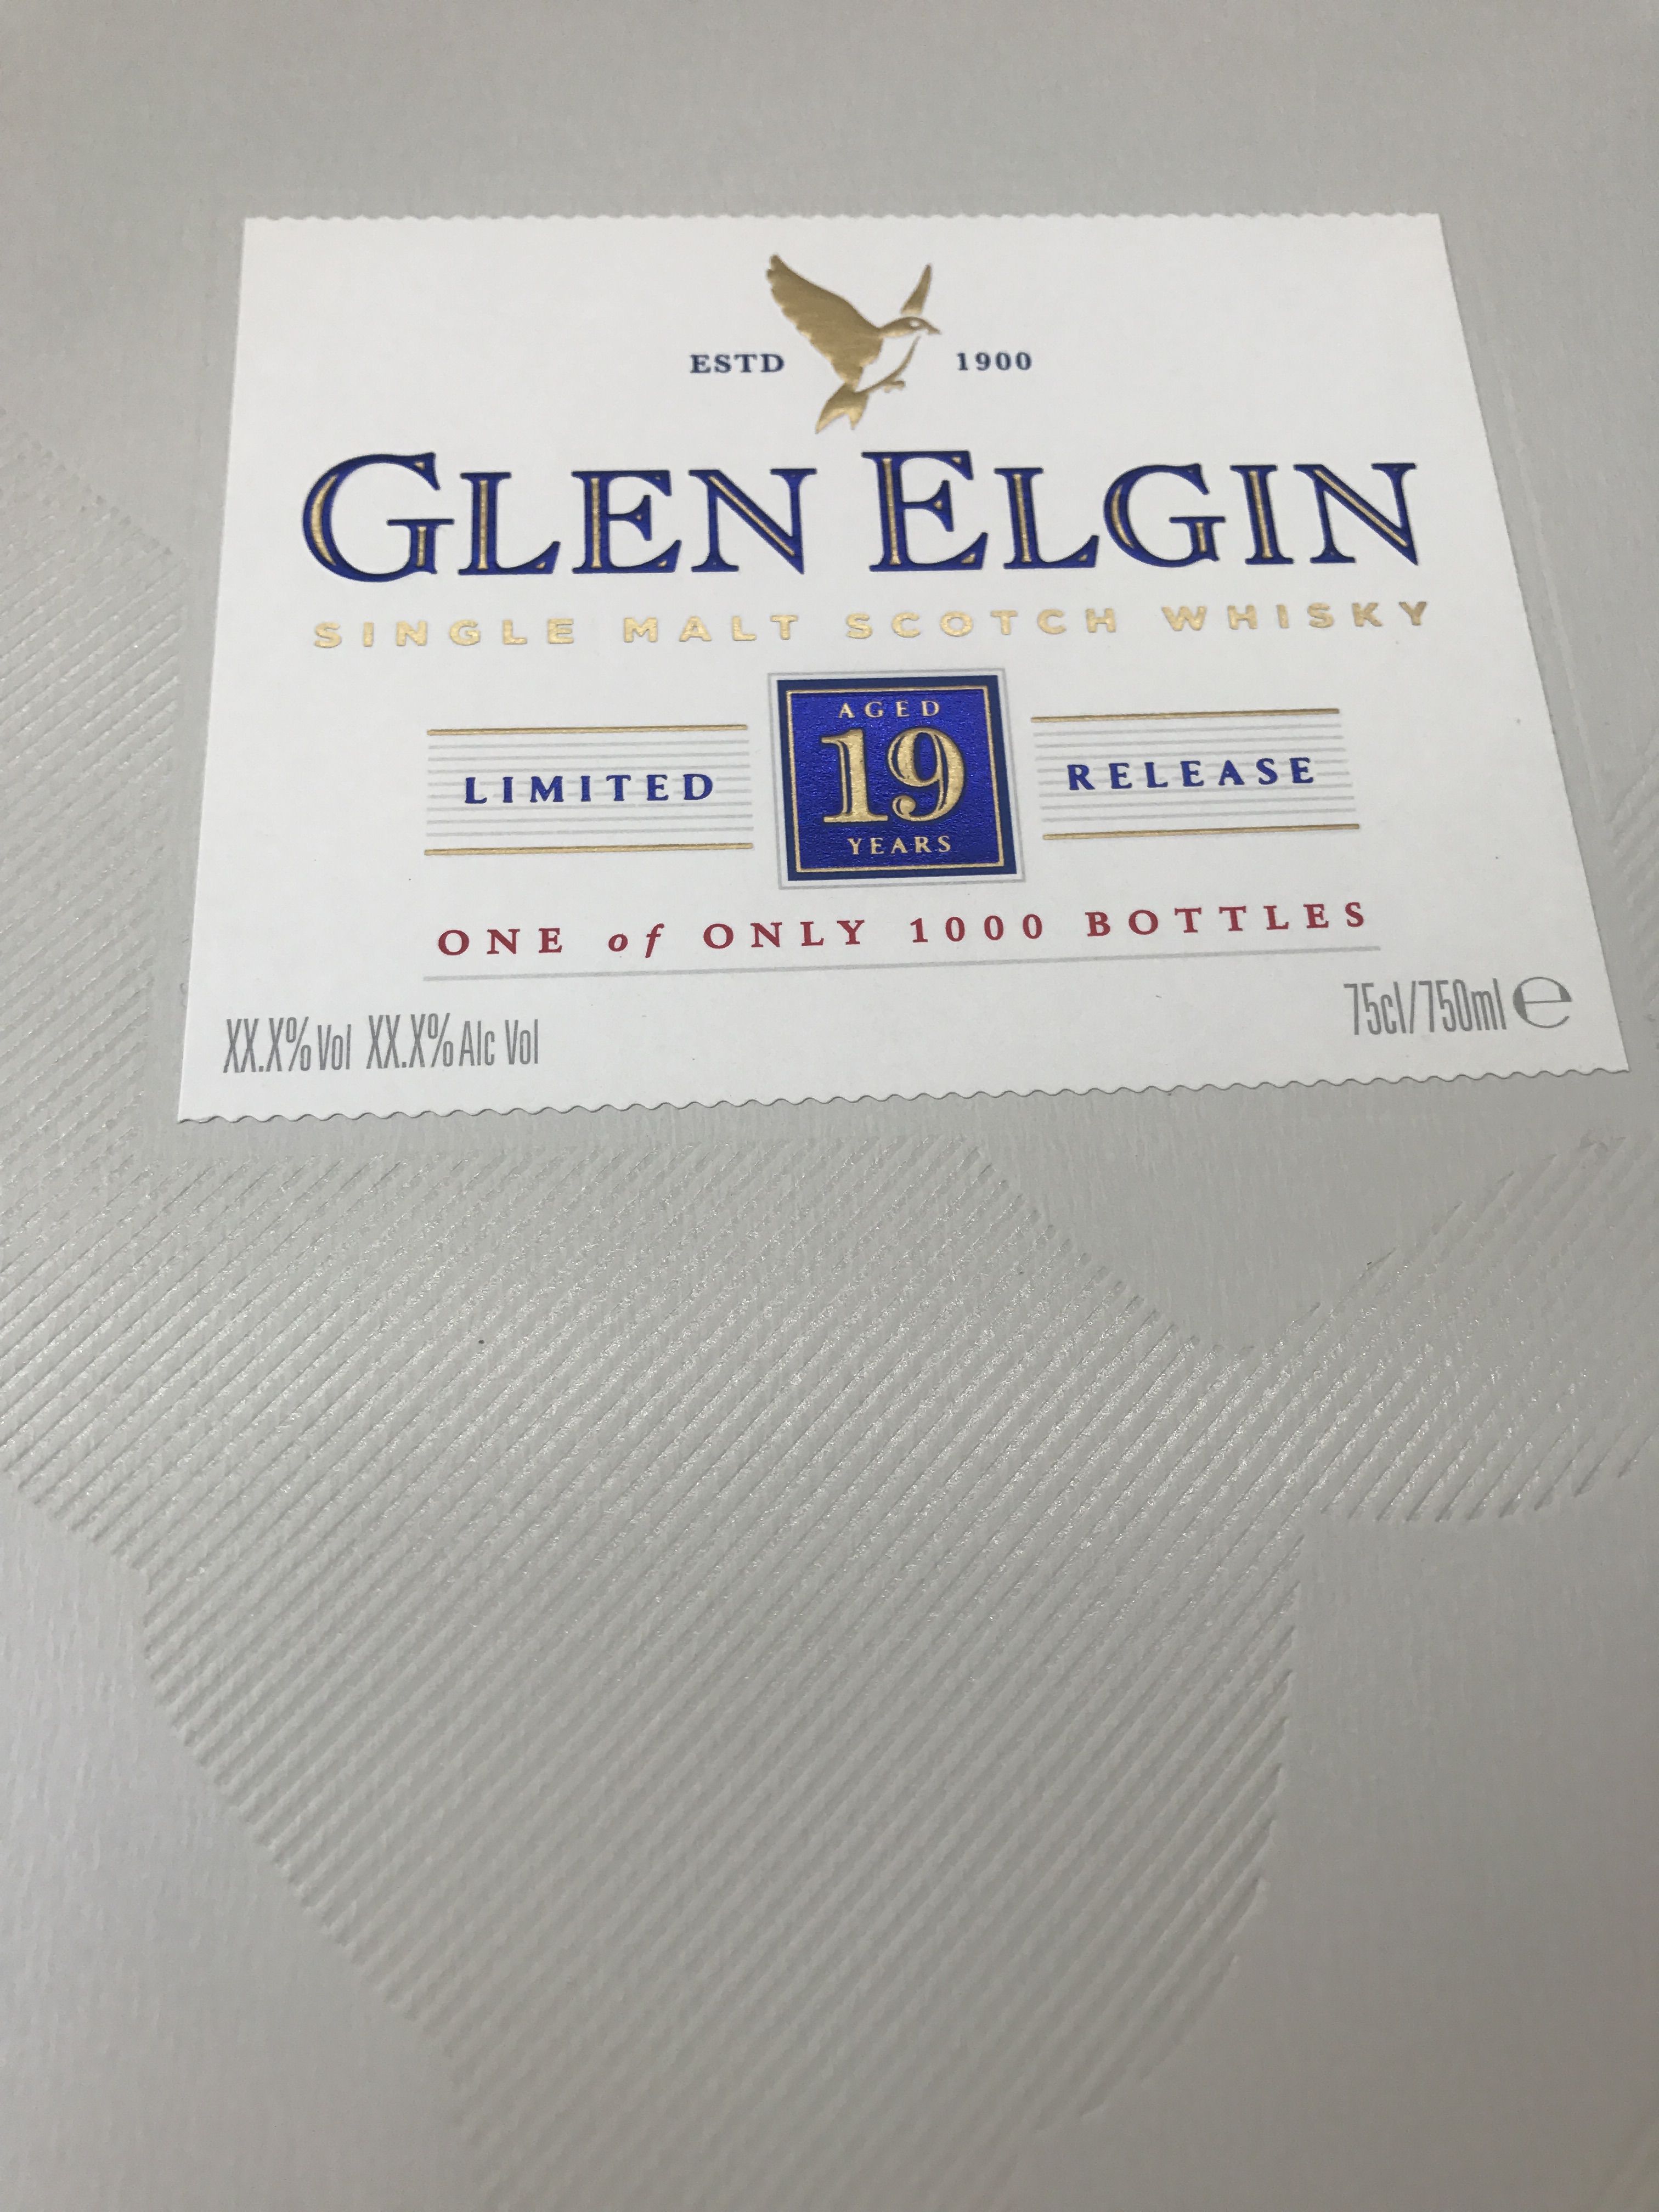 ESTD 1900
GLEN ELGIN
SINGLE MALT SCOTCH WHISKY
AGED
LIMITED 19 RELEASE
YEARS
ONE of ONLY 1000 BOTTLES
XX.X% Vol XX.X% Alc Vol 75cl/750ml ℮